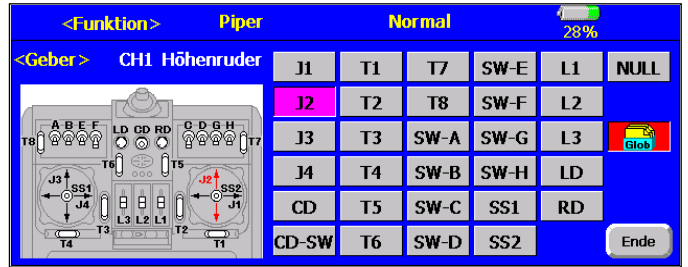 <Funktion> Piper Normal 28%
<Geber> CH1 Höhenruder
J1 T1 T7 SW-E L1 NULL
J2 T2 T8 SW-F L2
J3 T3 SW-A SW-G L3 Glob
J4 T4 SW-B SW-H LD
CD T5 SW-C SS1 RD
CD-SW T6 SW-D SS2 Ende
A B E F LD CD RD C D G H
T8 T7
T6 T5
J3 SS1 J4 J2 SS2 J1
L3 L2 L1
T3 T2
T4 T1